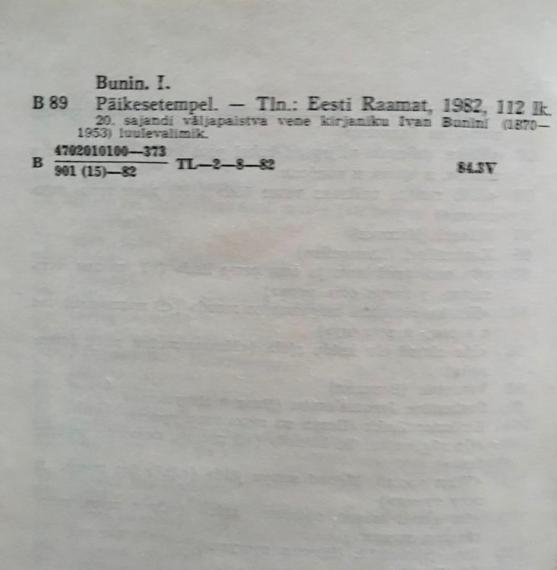 Bunin. I.
B 89 Päikesetempel. — Tln.: Eesti Raamat, 1982, 112 lk.
20. sajandi väljapaistva vene kirjaniku Ivan Bunini (1870—
1953) luulevalimik.
4702010100—373
B TL—2—8—82 84.3V
901 (15)—82